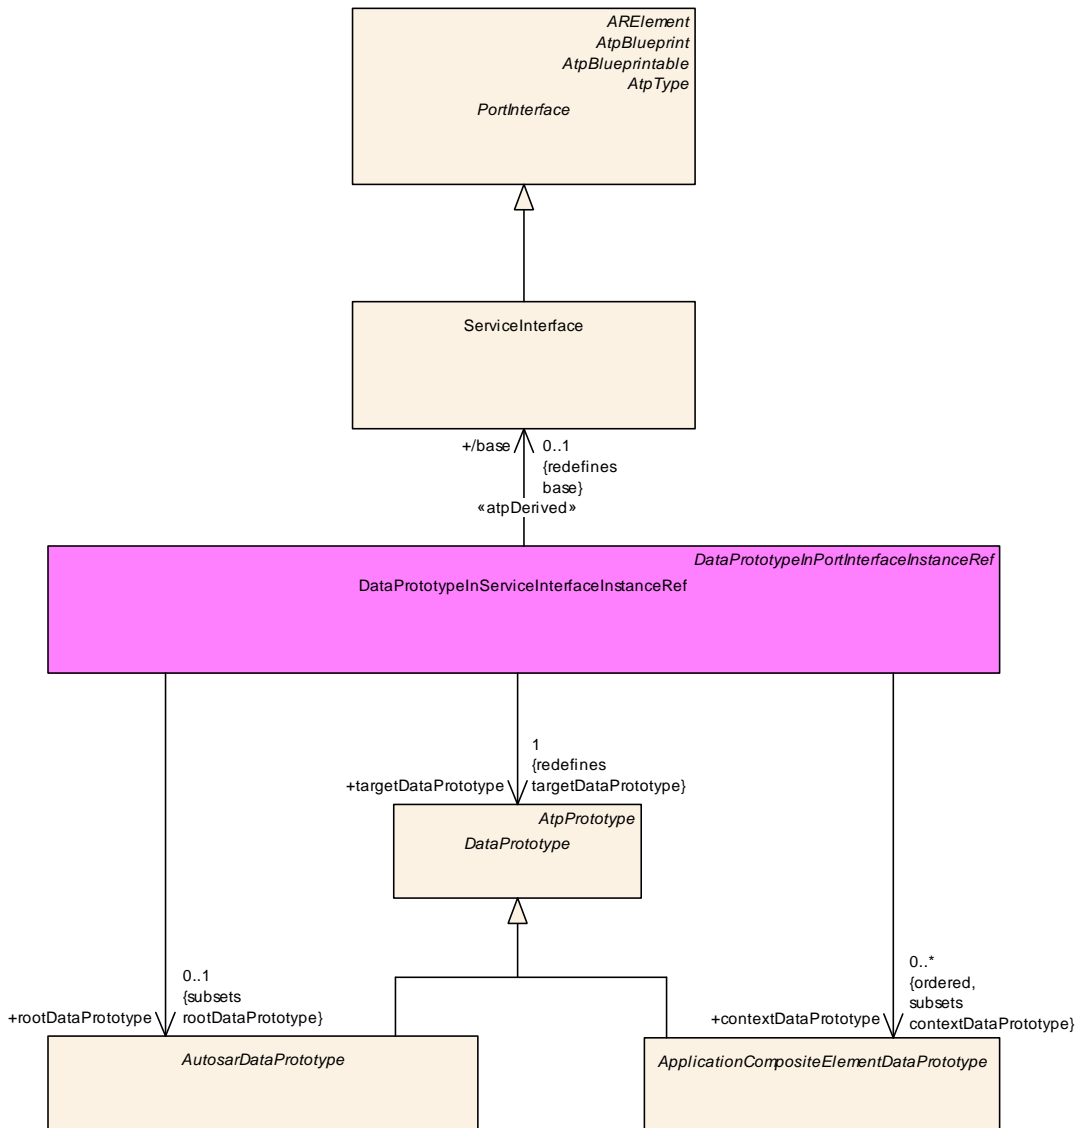 ARElement
AtpBlueprint
AtpBlueprintable
AtpType
PortInterface
ServiceInterface
+/base
0..1
{redefines
base}
«atpDerived»
DataPrototypeInPortInterfaceInstanceRef
DataPrototypeInServiceInterfaceInstanceRef
1
{redefines
+targetDataPrototype
targetDataPrototype}
AtpPrototype
DataPrototype
0..1
{subsets
+rootDataPrototype
rootDataPrototype}
0..*
{ordered,
subsets
+contextDataPrototype
contextDataPrototype}
AutosarDataPrototype
ApplicationCompositeElementDataPrototype